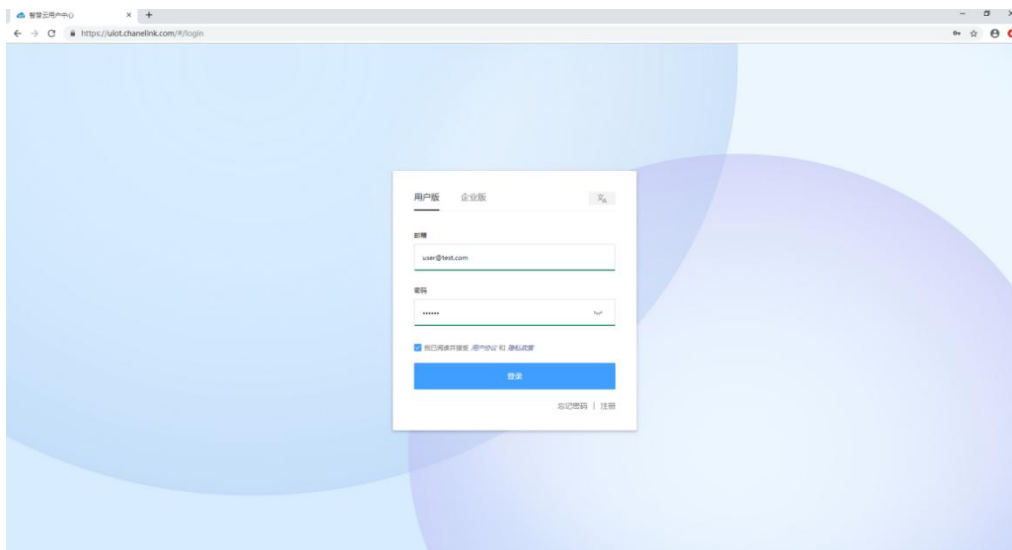 智慧云用户中心
https://uiot.chanelink.com/#/login
用户版 企业版
邮箱
user@test.com
密码
••••••
我已阅读并接受 用户协议 和 隐私政策
登录
忘记密码 | 注册